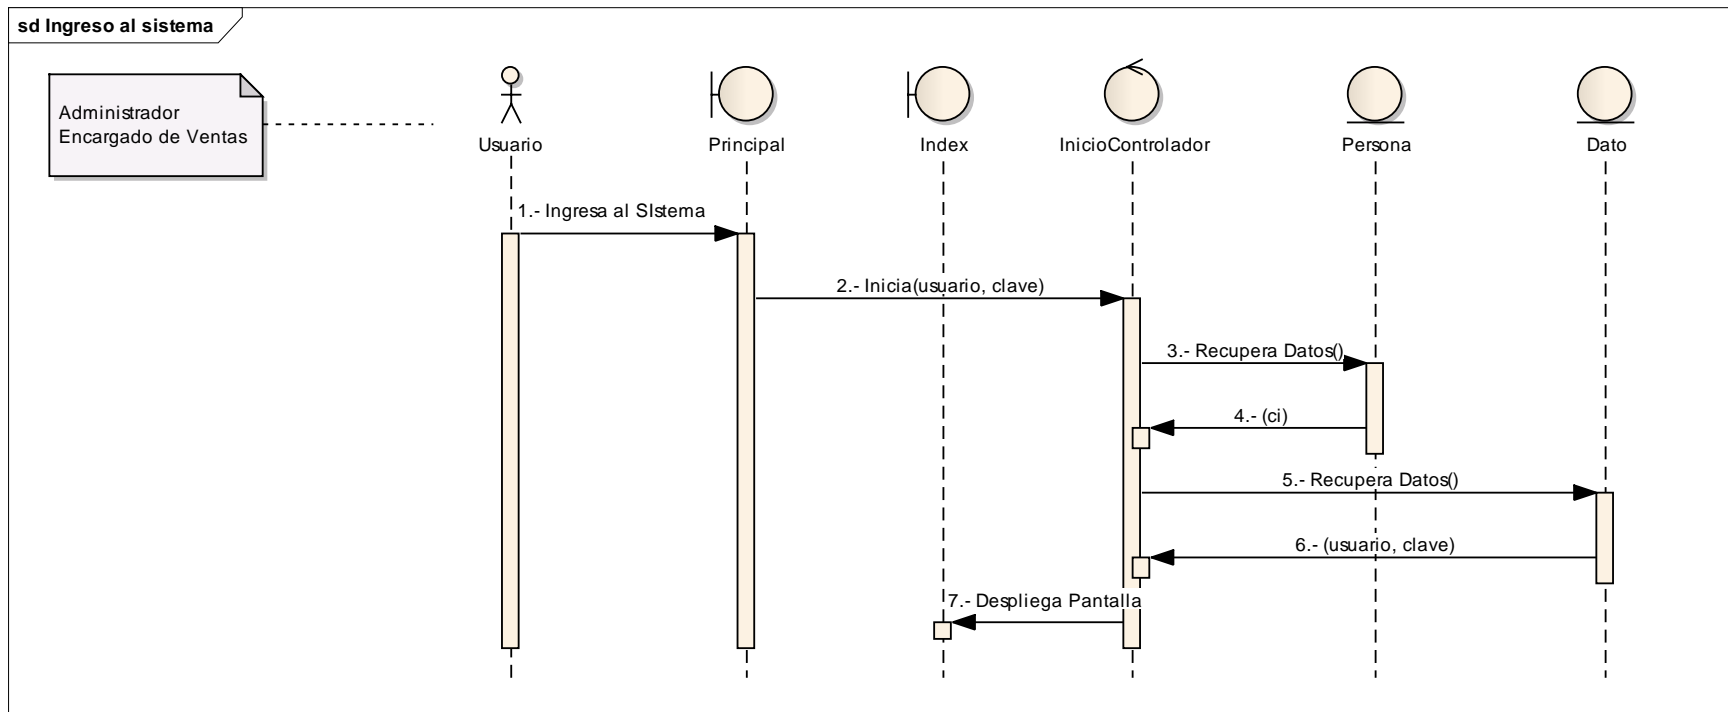 sd Ingreso al sistema
Administrador
Encargado de Ventas
Usuario
Principal
Index
InicioControlador
Persona
Dato
1.- Ingresa al SIstema
2.- Inicia(usuario, clave)
3.- Recupera Datos()
4.- (ci)
5.- Recupera Datos()
6.- (usuario, clave)
7.- Despliega Pantalla